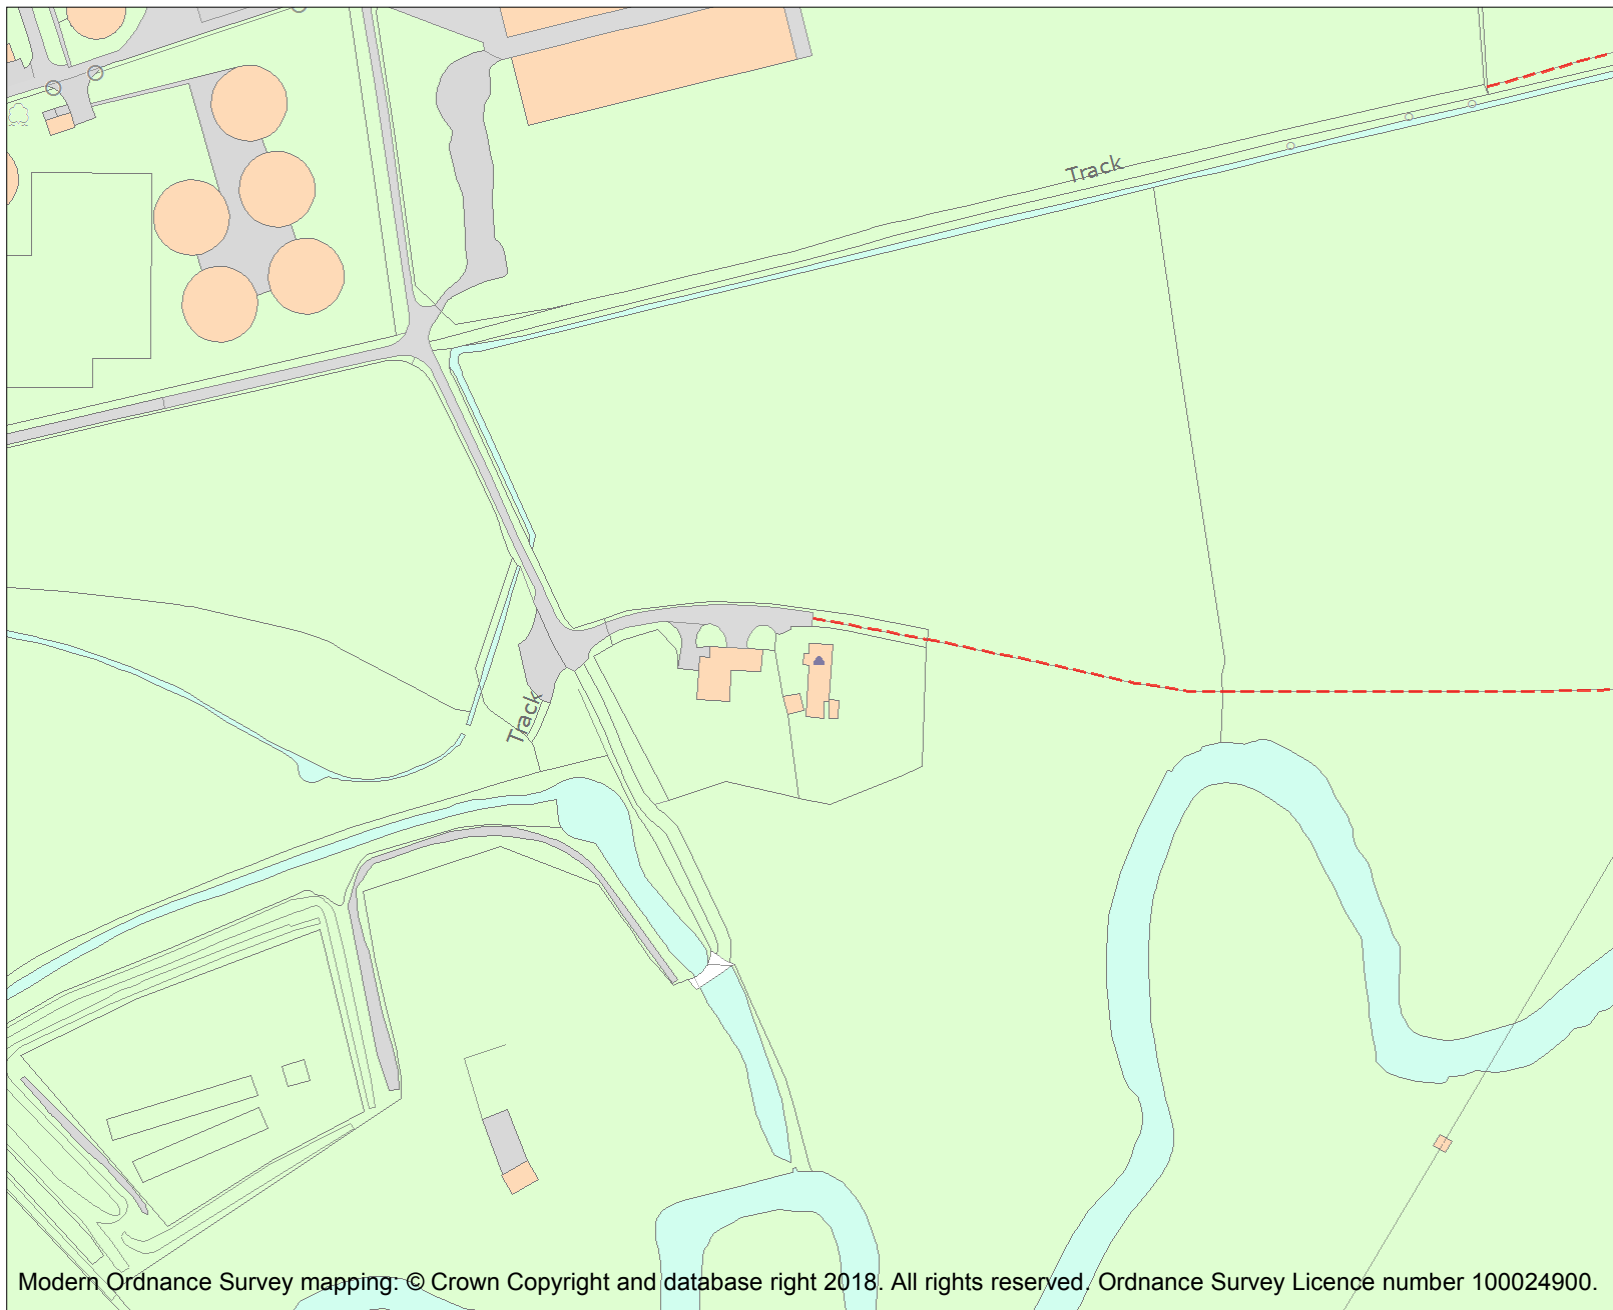 Track
Track
Modern Ordnance Survey mapping: © Crown Copyright and database right 2018. All rights reserved. Ordnance Survey Licence number 100024900.